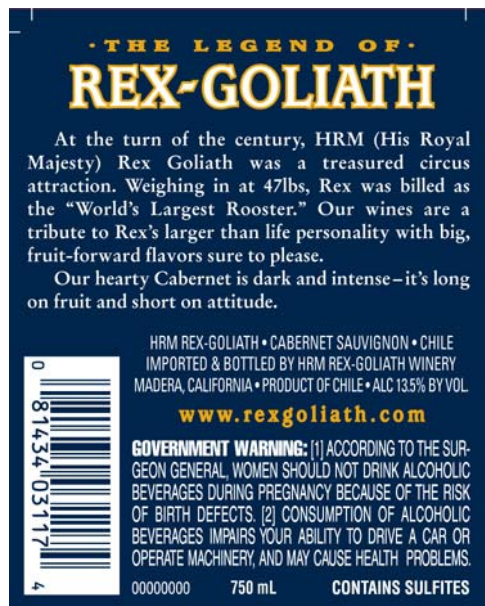 · THE LEGEND OF ·
REX-GOLIATH
At the turn of the century, HRM (His Royal
Majesty) Rex Goliath was a treasured circus
attraction. Weighing in at 47lbs, Rex was billed as
the “World’s Largest Rooster.” Our wines are a
tribute to Rex’s larger than life personality with big,
fruit-forward flavors sure to please.
Our hearty Cabernet is dark and intense–it’s long
on fruit and short on attitude.
HRM REX-GOLIATH • CABERNET SAUVIGNON • CHILE
IMPORTED & BOTTLED BY HRM REX-GOLIATH WINERY
MADERA, CALIFORNIA • PRODUCT OF CHILE • ALC 13.5% BY VOL.
www.rexgoliath.com
GOVERNMENT WARNING: [1] ACCORDING TO THE SUR-
GEON GENERAL, WOMEN SHOULD NOT DRINK ALCOHOLIC
BEVERAGES DURING PREGNANCY BECAUSE OF THE RISK
OF BIRTH DEFECTS. [2] CONSUMPTION OF ALCOHOLIC
BEVERAGES IMPAIRS YOUR ABILITY TO DRIVE A CAR OR
OPERATE MACHINERY, AND MAY CAUSE HEALTH PROBLEMS.
0 81434 03117 4
00000000 750 mL CONTAINS SULFITES